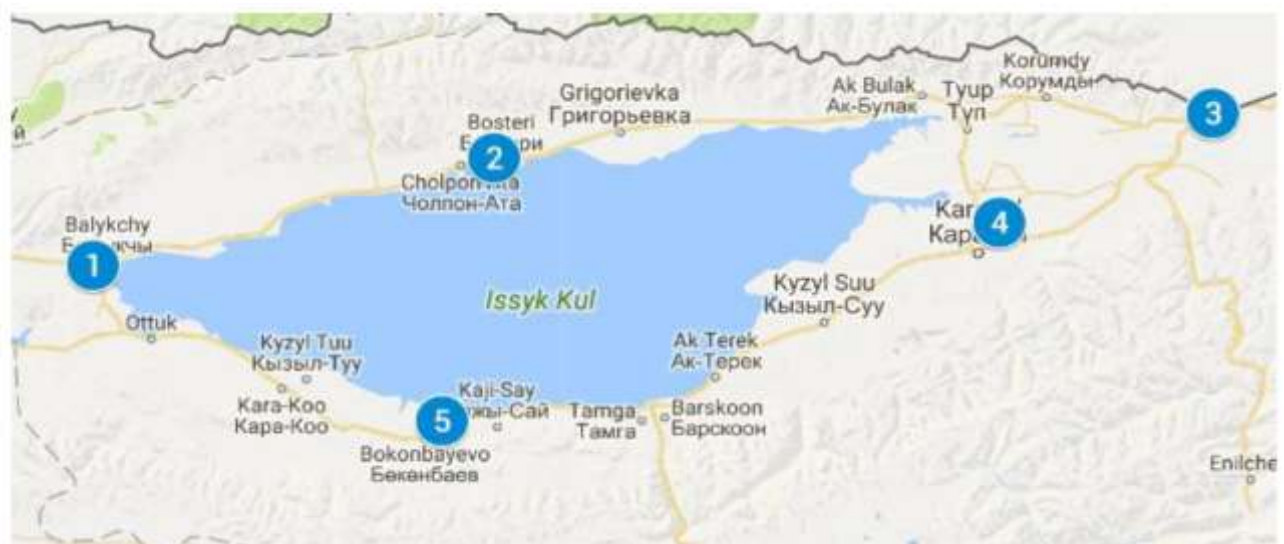 Korumdy
Корумды
Ak Bulak
Ак-Булак
Tyup
Түп
Grigorievka
Григорьевка
3
Bosteri
2
Cholpon-Ata
Чолпон-Ата
Balykchy
1
4
Issyk Kul
Kyzyl Suu
Кызыл-Суу
Ottuk
Kyzyl Tuu
Кызыл-Туу
Ak Terek
Ак-Терек
Kaji-Say
5
Kara-Koo
Кара-Коо
Tamga
Тамга
Barskoon
Барскоон
Bokonbayevo
Бөкөнбаев
Enilche